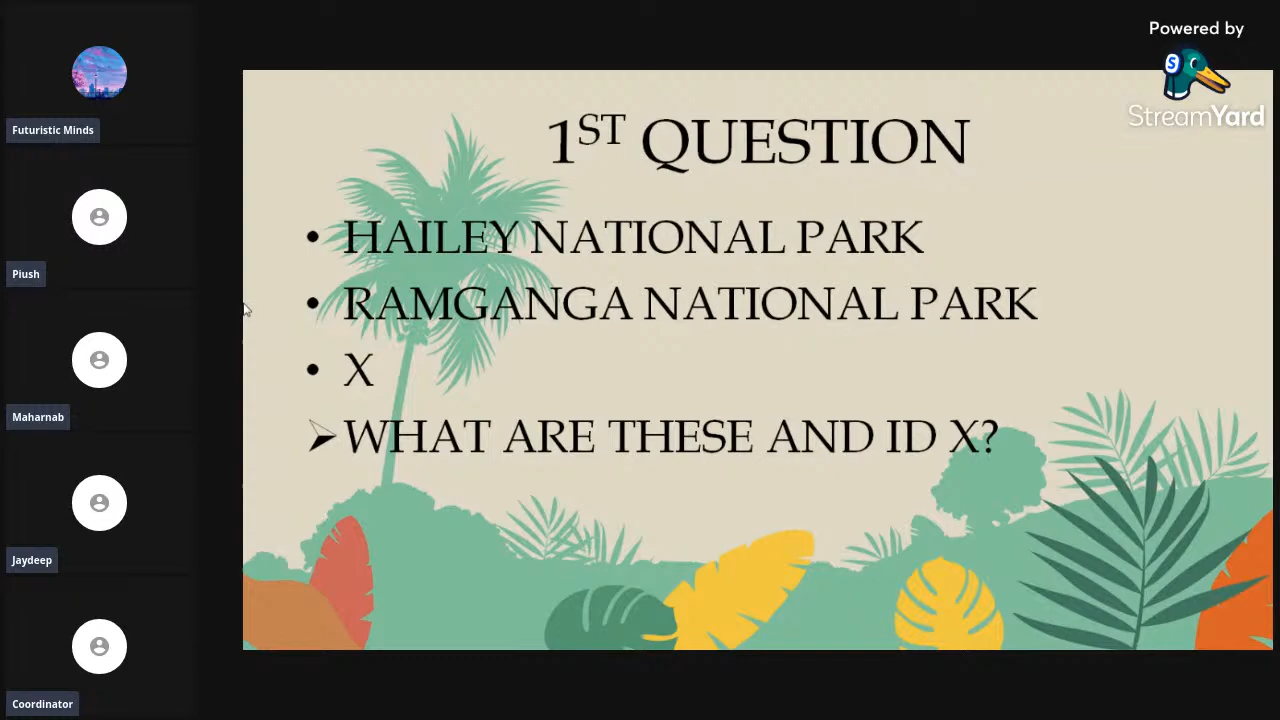 Powered by
StreamYard
Futuristic Minds
Piush
Maharnab
Jaydeep
Coordinator
1ST QUESTION
• HAILEY NATIONAL PARK
• RAMGANGA NATIONAL PARK
• X
➢ WHAT ARE THESE AND ID X?